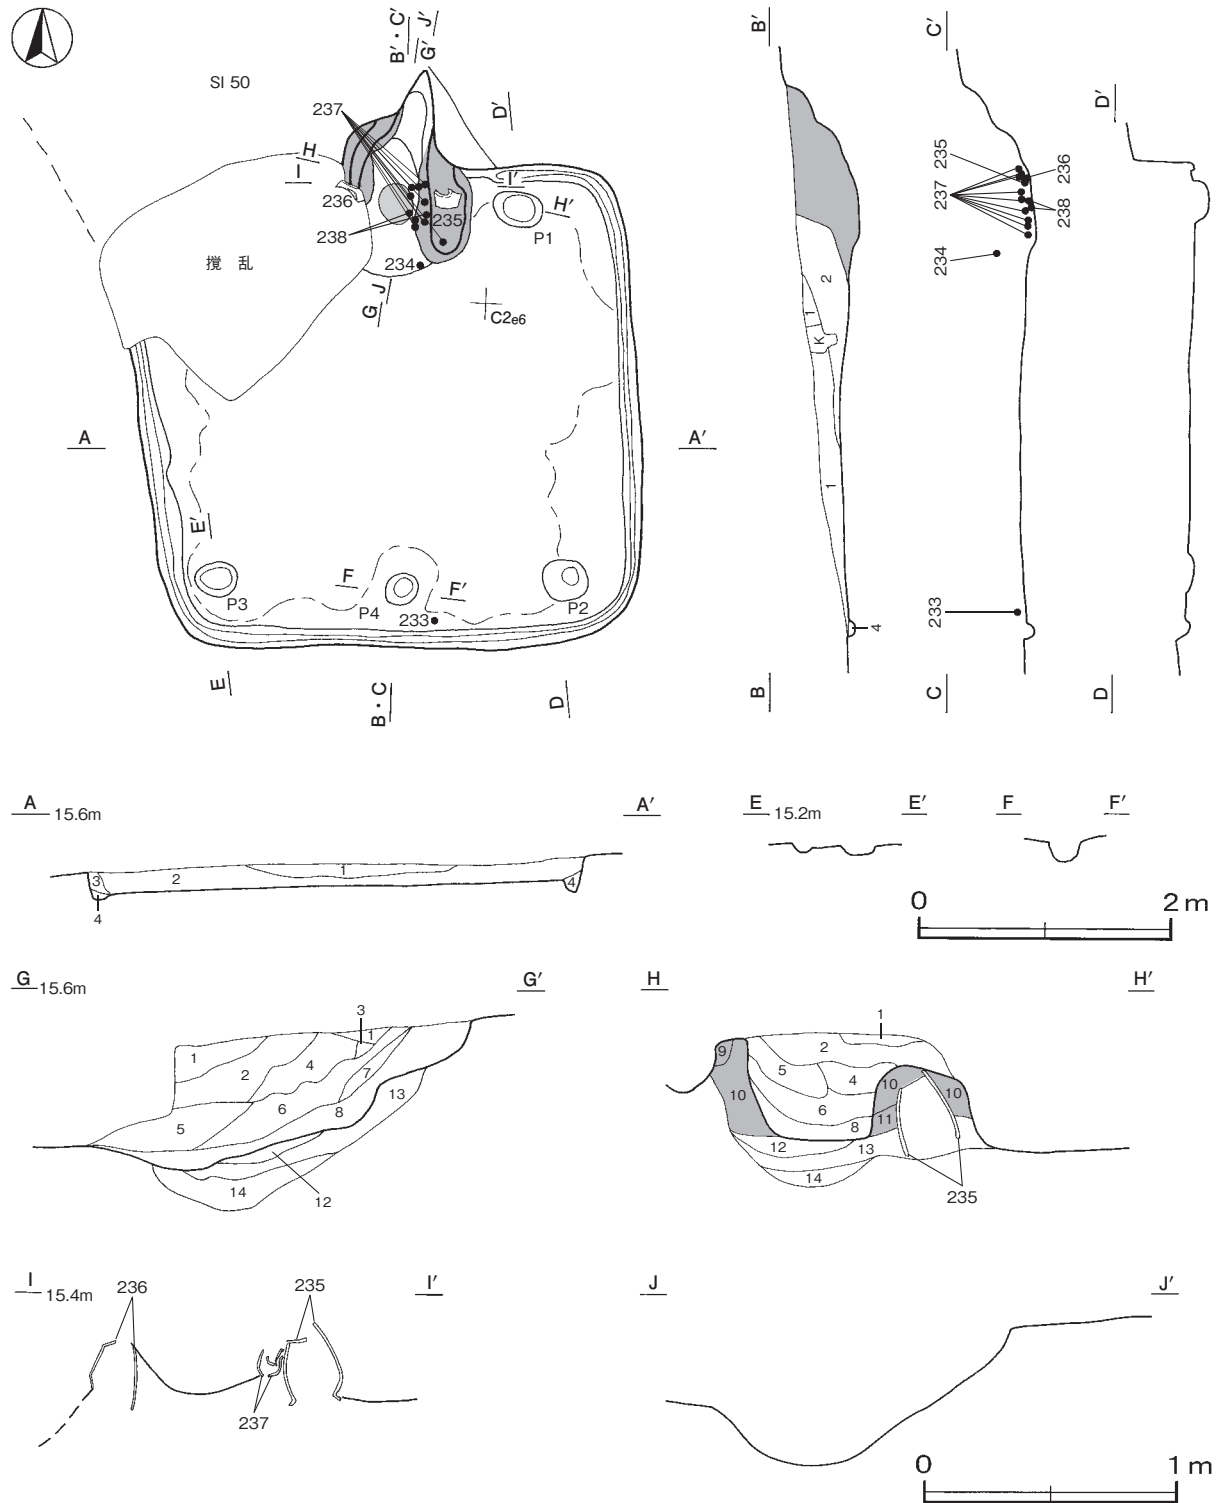 B′・C′ J′
G′
SI 50
237
D′
H
I
I′
236
H′
235
P1
238
234
撹 乱
G J
C2e6
A
A′
E′
F
F′
P3
P4
P2
233
E
B・C
D
B′
2
1
K
1
4
B
C′
235
236
237
238
234
233
C
D′
D
A 15.6m
A′
1
2
3
4
4
E 15.2m
E′
F
F′
0 2 m
G 15.6m
G′
3
1
1
2
4
7
13
6
8
5
14
12
H
H′
1
9
2
5
4
10
10
10
6
11
8
12
13
14
235
I 15.4m
I′
236
235
237
J
J′
0 1 m